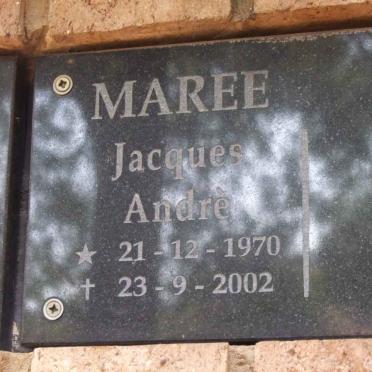 MAREE
Jacques
Andrè
★ 21 - 12 - 1970
† 23 - 9 - 2002